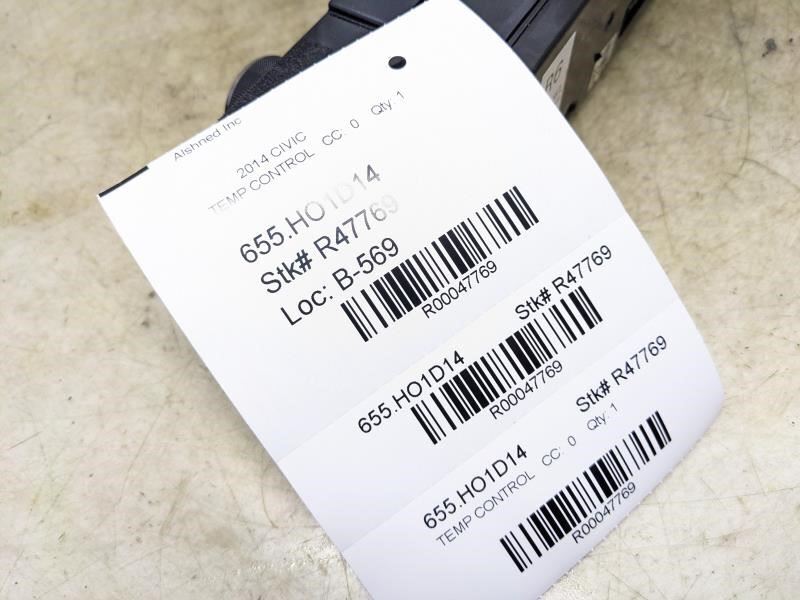 Alshned Inc
2014 CIVIC
TEMP CONTROL CC: 0 Qty: 1
655.HO1D14
Stk# R47769
Loc: B-569
R00047769
655.HO1D14 Stk# R47769
R00047769
655.HO1D14 Stk# R47769
TEMP CONTROL CC: 0 Qty: 1
R00047769